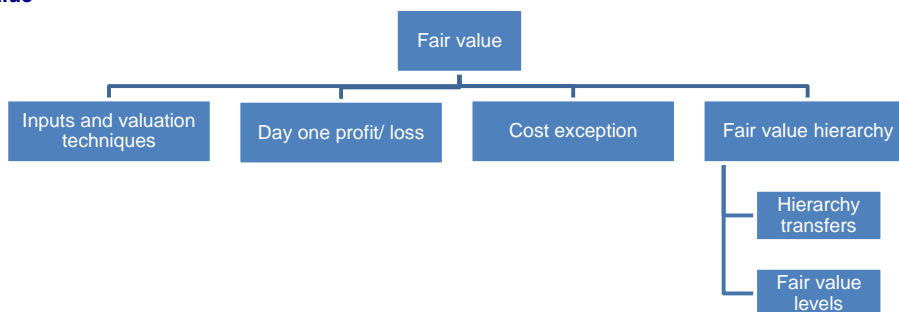 Fair value
Inputs and valuation
techniques
Day one profit/ loss
Cost exception
Fair value hierarchy
Hierarchy
transfers
Fair value
levels